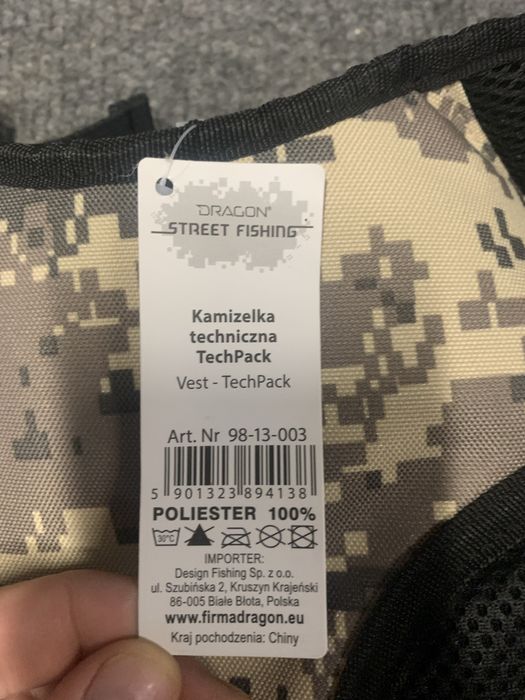 DRAGON®
STREET FISHING
Kamizelka
techniczna
TechPack
Vest - TechPack
Art. Nr 98-13-003
5 901323 894138
POLIESTER 100%
30°C
IMPORTER:
Design Fishing Sp. z o.o.
ul. Szubińska 2, Kruszyn Krajeński
86-005 Białe Błota, Polska
www.firmadragon.eu
Kraj pochodzenia: Chiny